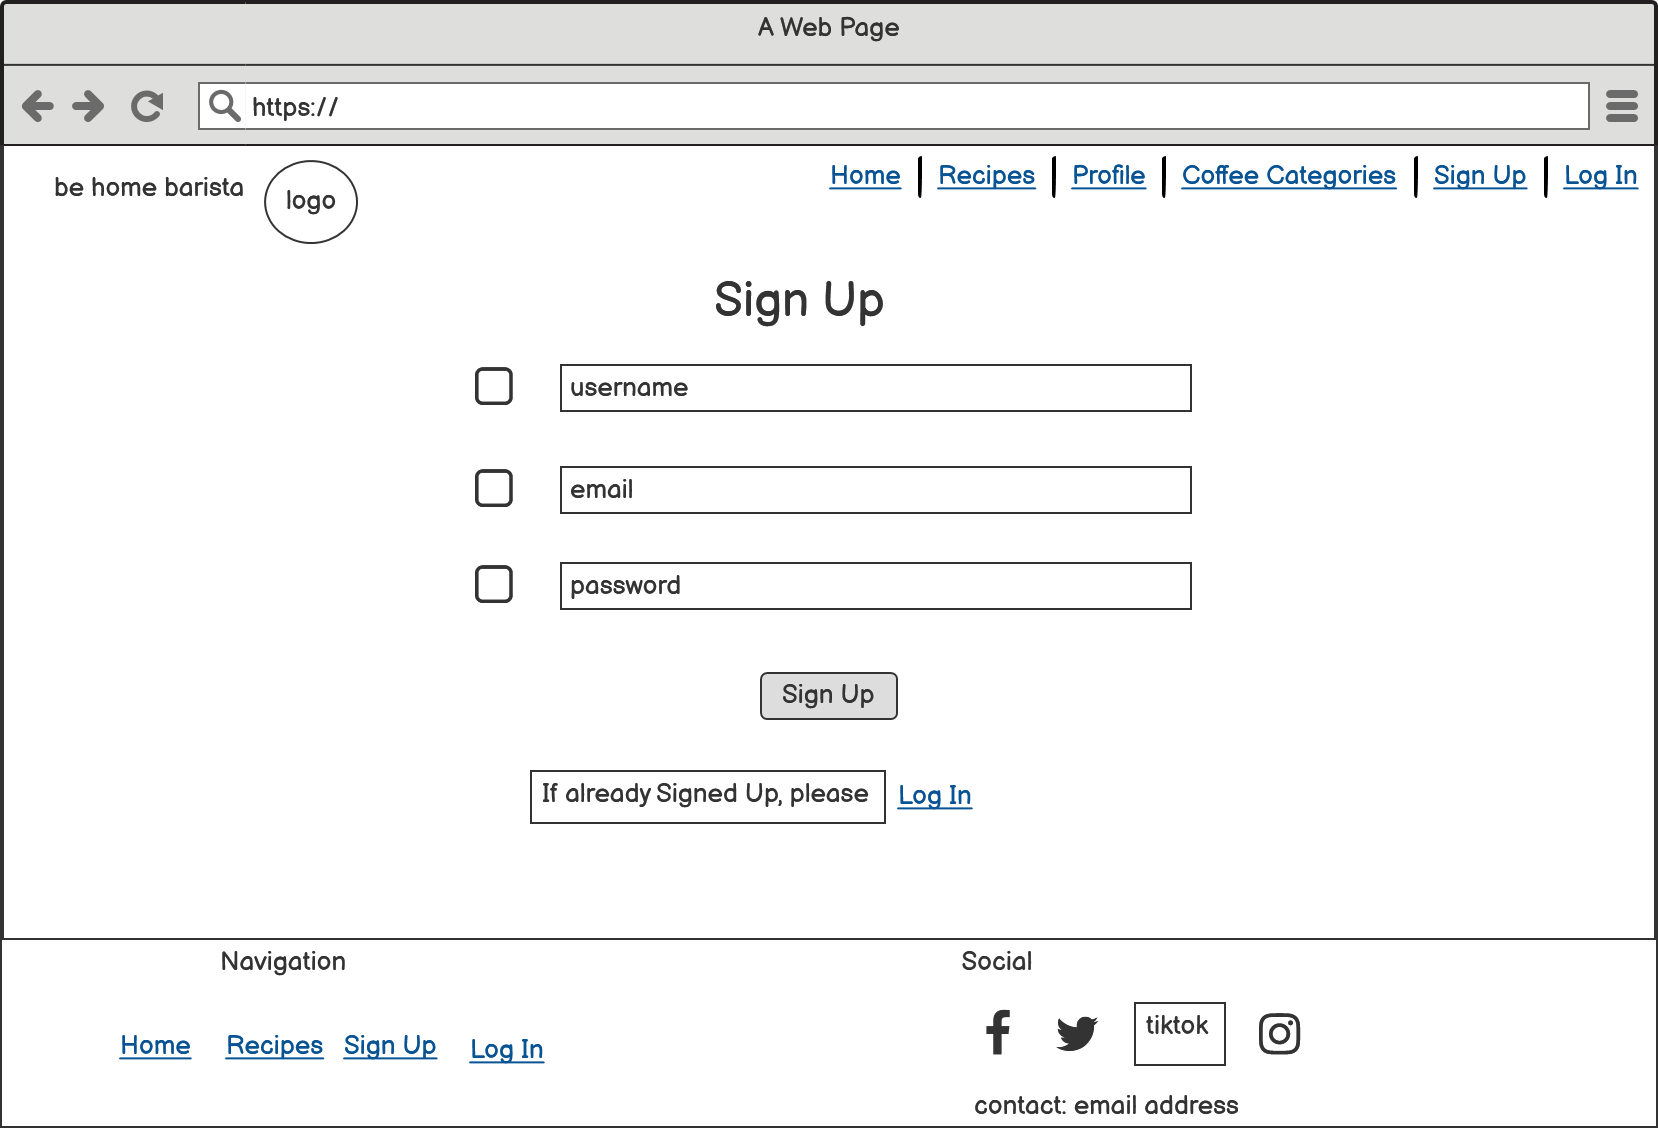 A Web Page
https://
be home barista
logo
Home Recipes Profile Coffee Categories Sign Up Log In
Sign Up
username
email
password
Sign Up
If already Signed Up, please Log In
Navigation
Social
Home Recipes Sign Up Log In
tiktok
contact: email address